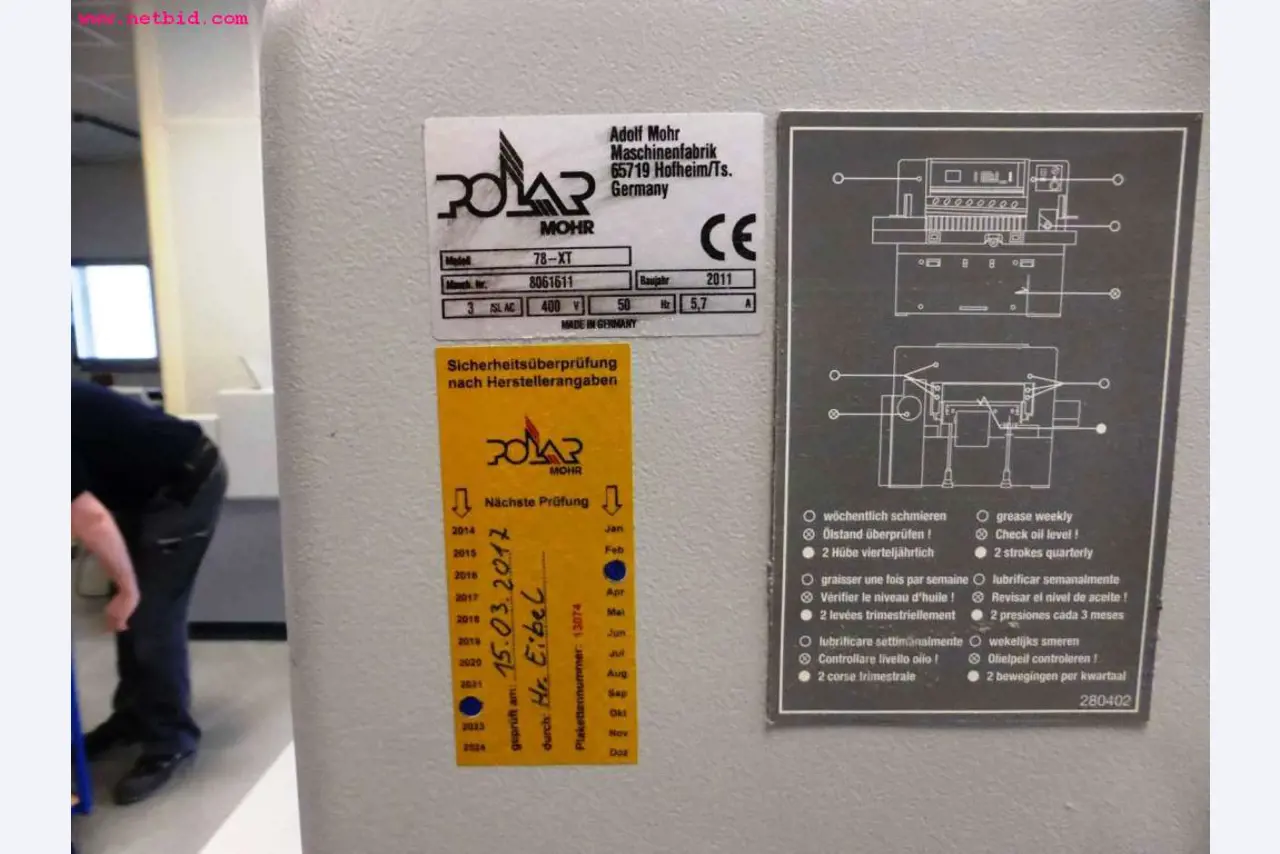 www.netbid.com
POLAR
MOHR
Adolf Mohr
Maschinenfabrik
65719 Hofheim/Ts.
Germany
CE
Modell 78-XT
Masch. Nr. 8061611 Baujahr 2011
3 /SL AC 400 V 50 Hz 5,7 A
MADE IN GERMANY
Sicherheitsüberprüfung
nach Herstellerangaben
POLAR
MOHR
Nächste Prüfung
2014
2015
2016
2017
2018
2019
2020
2021
2023
2024
geprüft am: 15.03.2017
durch: Hr. Eibel
Plakettennummer: 13074
Jan
Feb
Apr
Mai
Jun
Jul
Aug
Sep
Okt
Nov
Dez
wöchentlich schmieren
Ölstand überprüfen !
2 Hübe vierteljährlich
grease weekly
Check oil level !
2 strokes quarterly
graisser une fois par semaine
Vérifier le niveau d'huile !
2 levées trimestriellement
lubrificar semanalmente
Revisar el nivel de aceite !
2 presiones cada 3 meses
lubrificare settimanalmente
Controllare livello olio !
2 corse trimestrale
wekelijks smeren
Oliepeil controleren !
2 bewegingen per kwartaal
280402